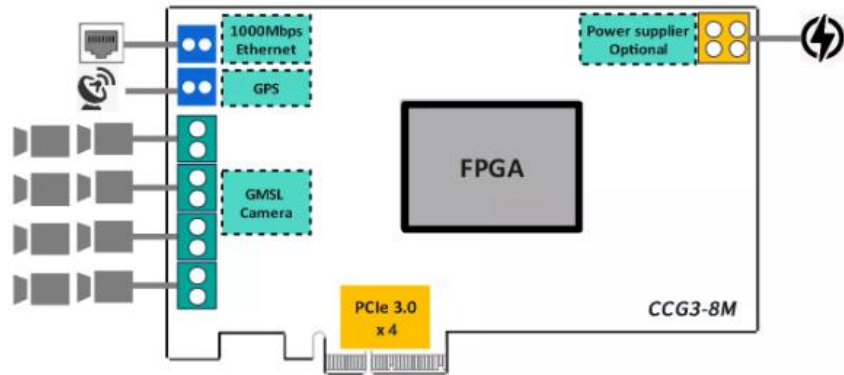 1000Mbps
Ethernet
Power supplier
Optional
GPS
FPGA
GMSL
Camera
PCIe 3.0
x 4
CCG3-8M